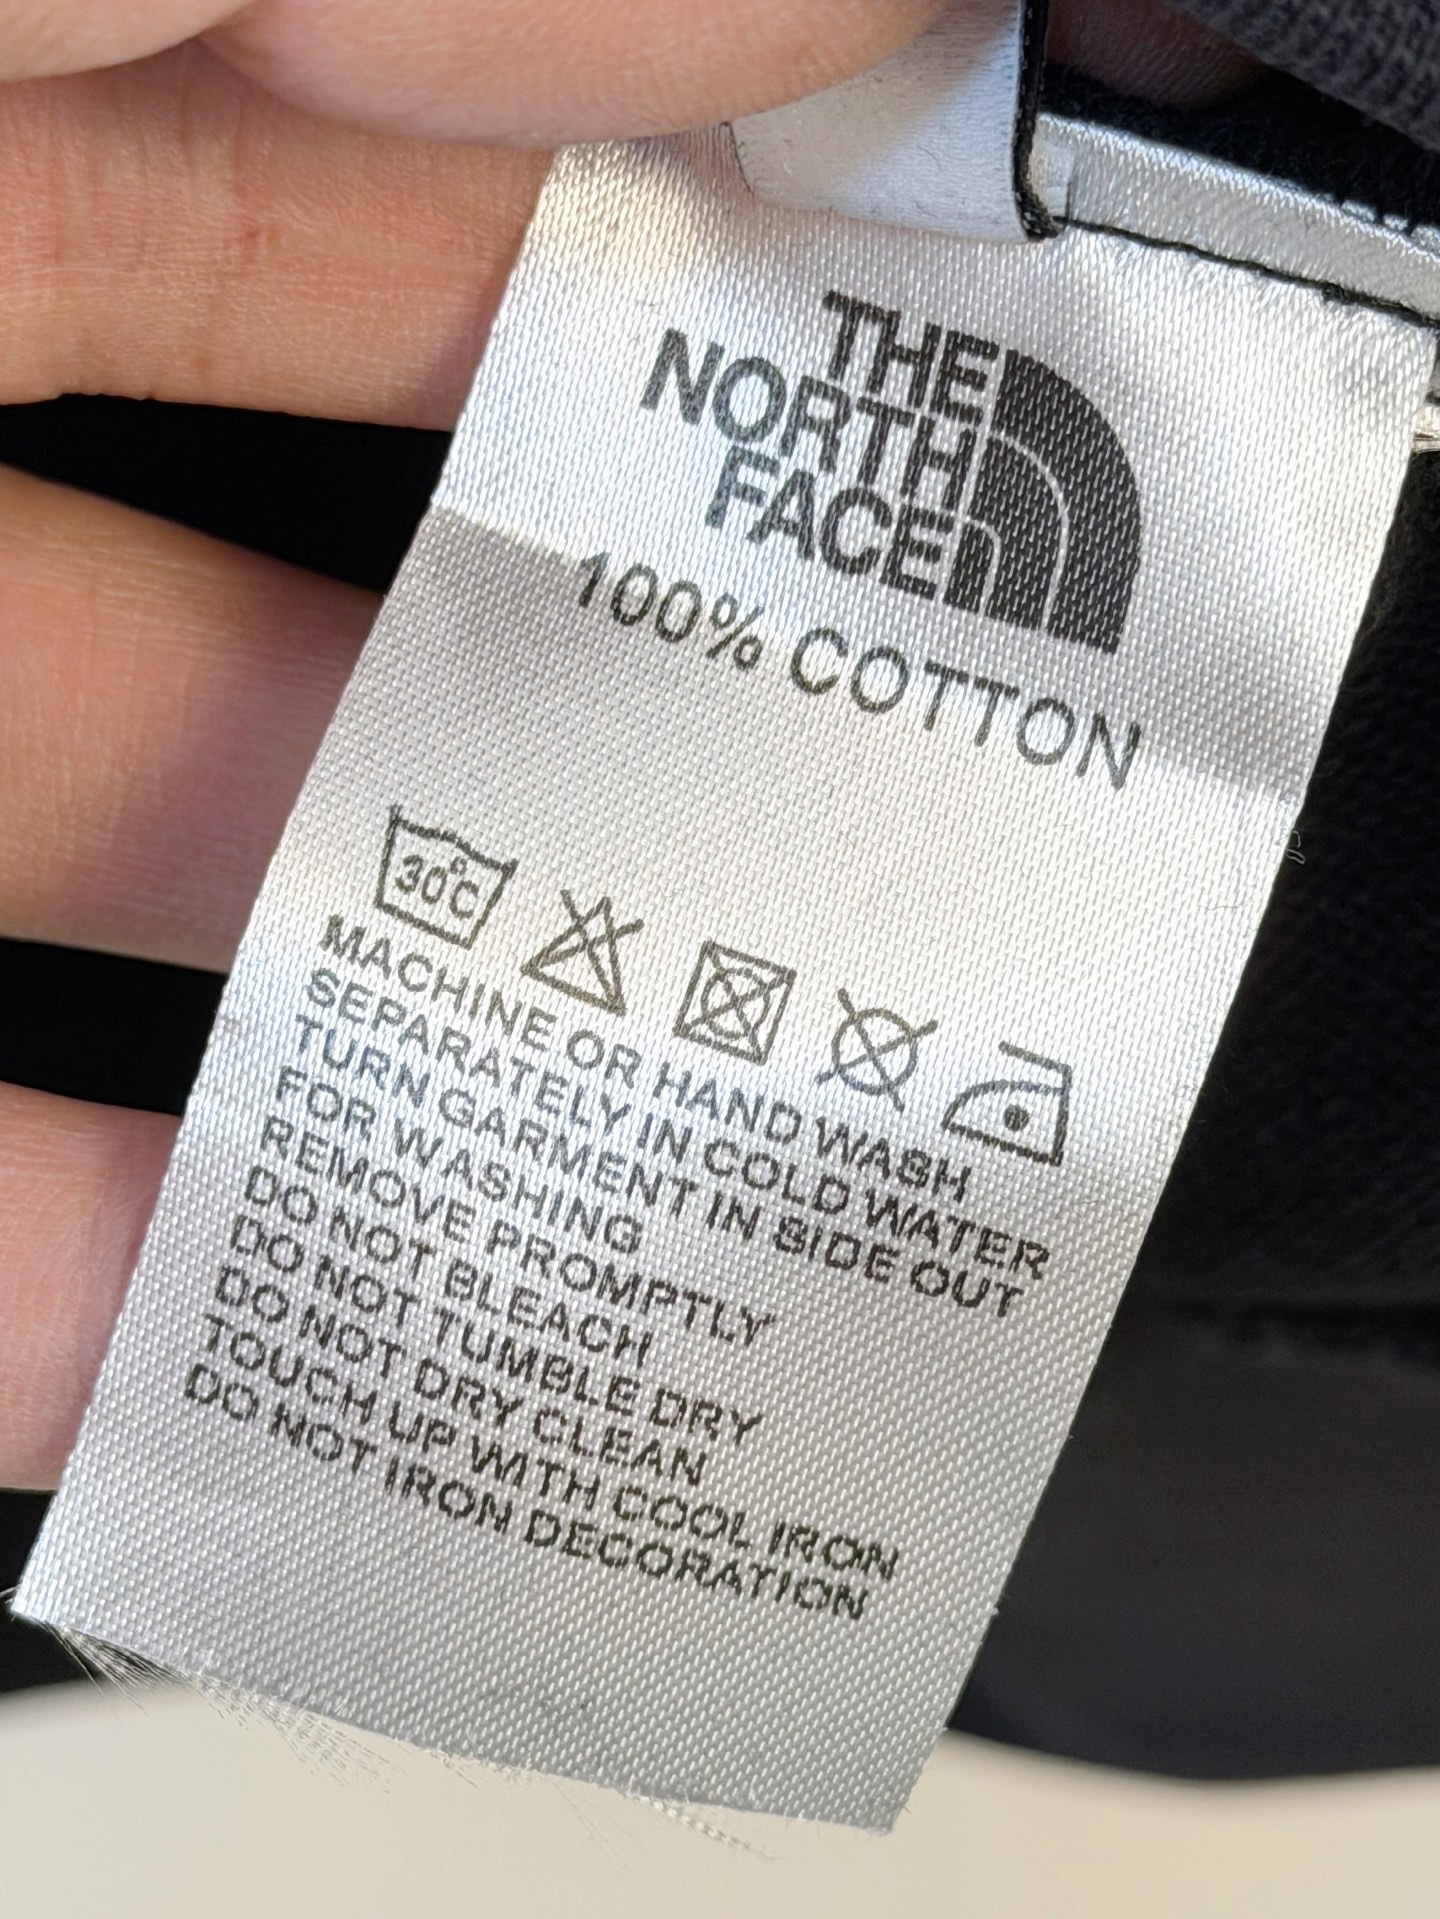 THE
NORTH
FACE
100% COTTON
30°C
MACHINE OR HAND WASH
SEPARATELY IN COLD WATER
TURN GARMENT IN SIDE OUT
FOR WASHING
REMOVE PROMPTLY
DO NOT BLEACH
DO NOT TUMBLE DRY
DO NOT DRY CLEAN
TOUCH UP WITH COOL IRON
DO NOT IRON DECORATION